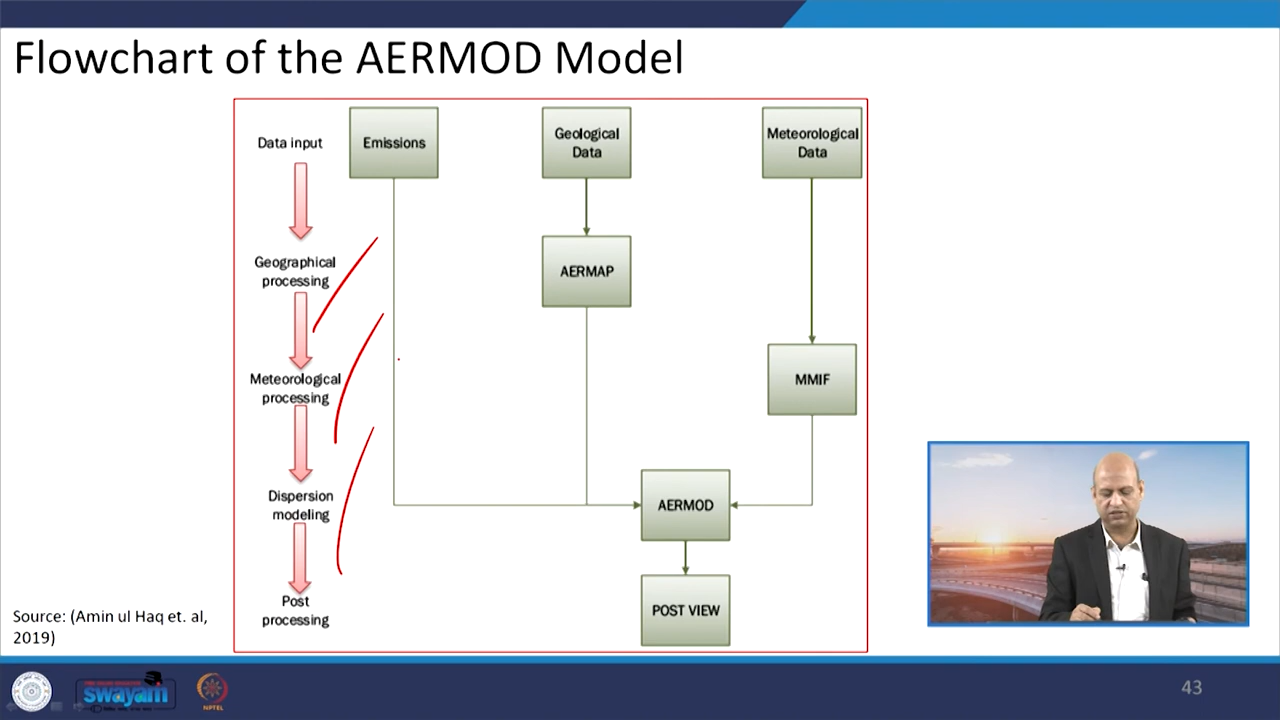 Flowchart of the AERMOD Model
Data input
Emissions
Geological
Data
Meteorological
Data
Geographical
processing
AERMAP
Meteorological
processing
MMIF
Dispersion
modeling
AERMOD
Post
processing
POST VIEW
Source: (Amin ul Haq et. al,
2019)
swayam
NPTEL
43